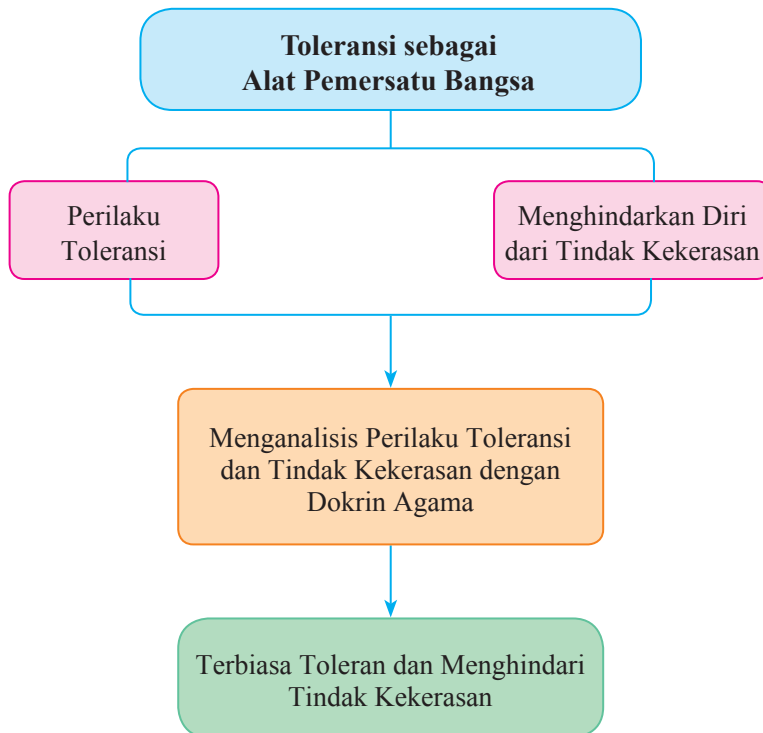 Toleransi sebagai
Alat Pemersatu Bangsa
Perilaku
Toleransi
Menghindarkan Diri
dari Tindak Kekerasan
Menganalisis Perilaku Toleransi
dan Tindak Kekerasan dengan
Dokrin Agama
Terbiasa Toleran dan Menghindari
Tindak Kekerasan